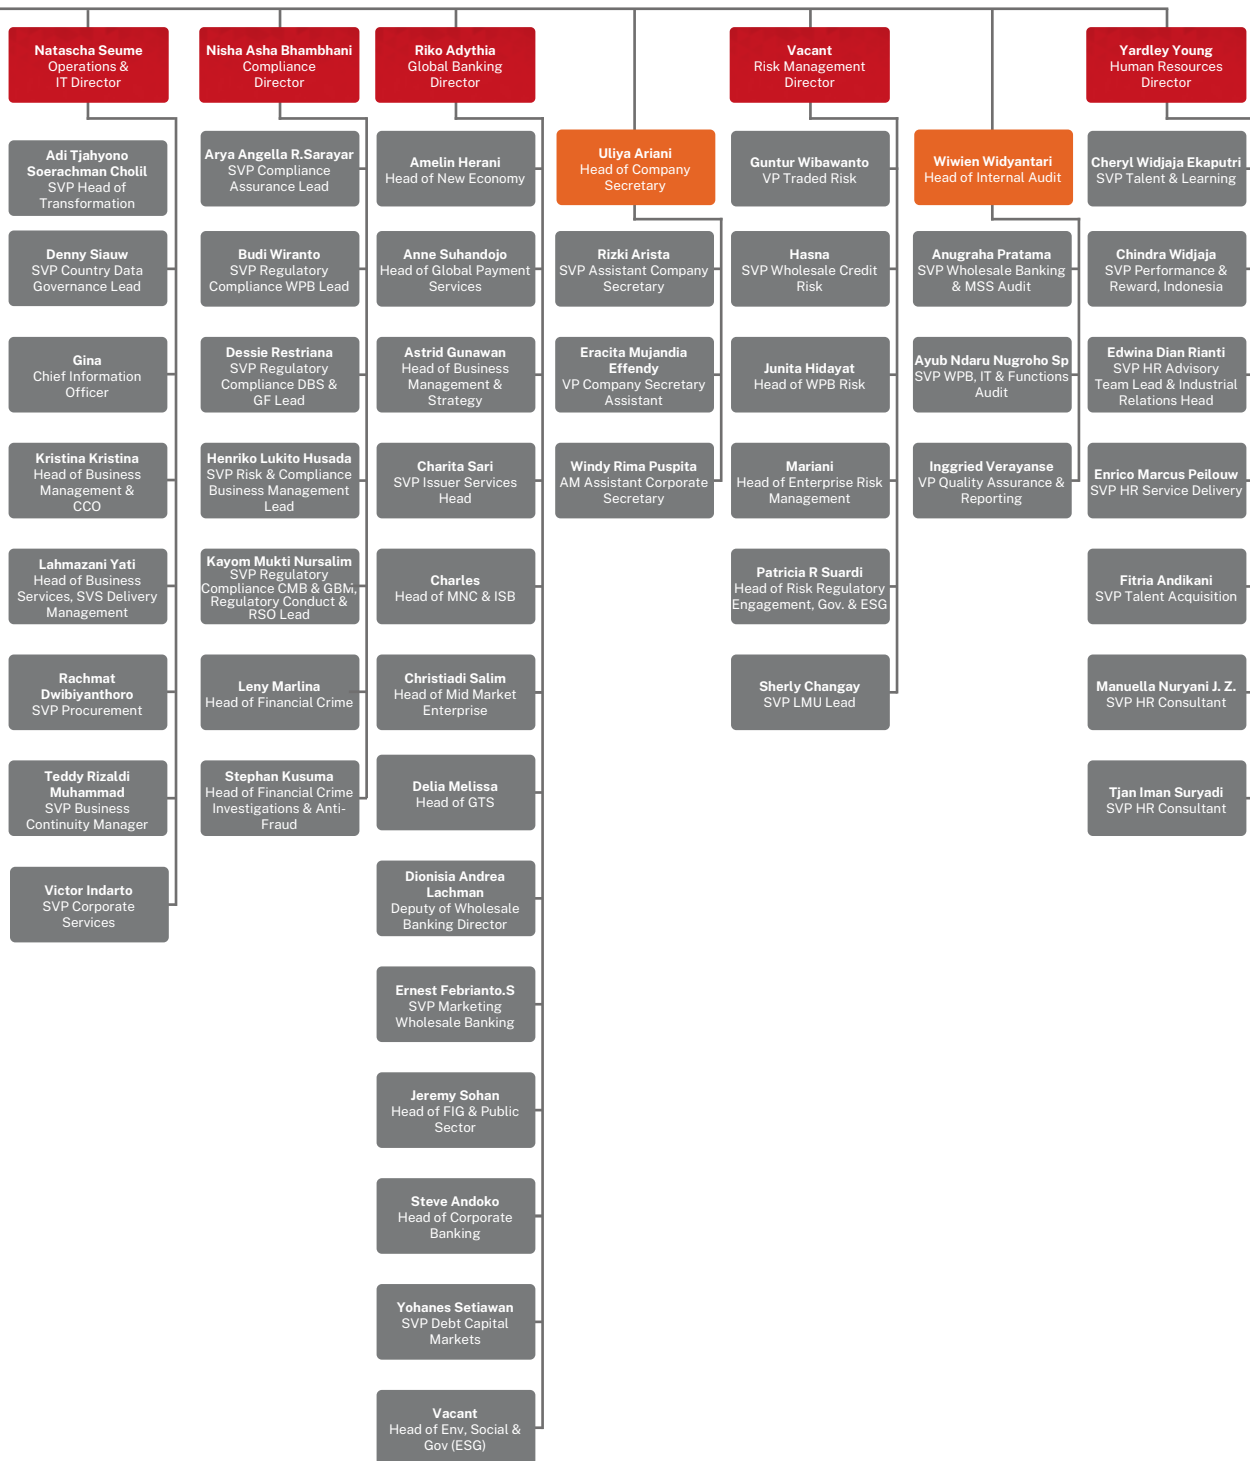 Natascha Seume
Operations &
IT Director
Adi Tjahyono
Soerachman Cholil
SVP Head of
Transformation
Denny Siauw
SVP Country Data
Governance Lead
Gina
Chief Information
Officer
Kristina Kristina
Head of Business
Management &
CCO
Lahmazani Yati
Head of Business
Services, SVS Delivery
Management
Rachmat
Dwibiyanthoro
SVP Procurement
Teddy Rizaldi
Muhammad
SVP Business
Continuity Manager
Victor Indarto
SVP Corporate
Services
Nisha Asha Bhambhani
Compliance
Director
Arya Angella R.Sarayar
SVP Compliance
Assurance Lead
Budi Wiranto
SVP Regulatory
Compliance WPB Lead
Dessie Restriana
SVP Regulatory
Compliance DBS &
GF Lead
Henriko Lukito Husada
SVP Risk & Compliance
Business Management
Lead
Kayom Mukti Nursalim
SVP Regulatory
Compliance CMB & GBM,
Regulatory Conduct &
RSO Lead
Leny Marlina
Head of Financial Crime
Stephan Kusuma
Head of Financial Crime
Investigations & Anti-
Fraud
Riko Adythia
Global Banking
Director
Amelin Herani
Head of New Economy
Anne Suhandojo
Head of Global Payment
Services
Astrid Gunawan
Head of Business
Management &
Strategy
Charita Sari
SVP Issuer Services
Head
Charles
Head of MNC & ISB
Christiadi Salim
Head of Mid Market
Enterprise
Delia Melissa
Head of GTS
Dionisia Andrea
Lachman
Deputy of Wholesale
Banking Director
Ernest Febrianto.S
SVP Marketing
Wholesale Banking
Jeremy Sohan
Head of FIG & Public
Sector
Steve Andoko
Head of Corporate
Banking
Yohanes Setiawan
SVP Debt Capital
Markets
Vacant
Head of Env, Social &
Gov (ESG)
Uliya Ariani
Head of Company
Secretary
Rizki Arista
SVP Assistant Company
Secretary
Eracita Mujandia
Effendy
VP Company Secretary
Assistant
Windy Rima Puspita
AM Assistant Corporate
Secretary
Vacant
Risk Management
Director
Guntur Wibawanto
VP Traded Risk
Hasna
SVP Wholesale Credit
Risk
Junita Hidayat
Head of WPB Risk
Mariani
Head of Enterprise Risk
Management
Patricia R Suardi
Head of Risk Regulatory
Engagement, Gov. & ESG
Sherly Changay
SVP LMU Lead
Wiwien Widyantari
Head of Internal Audit
Anugraha Pratama
SVP Wholesale Banking
& MSS Audit
Ayub Ndaru Nugroho Sp
SVP WPB, IT & Functions
Audit
Inggried Verayanse
VP Quality Assurance &
Reporting
Yardley Young
Human Resources
Director
Cheryl Widjaja Ekaputri
SVP Talent & Learning
Chindra Widjaja
SVP Performance &
Reward, Indonesia
Edwina Dian Rianti
SVP HR Advisory
Team Lead & Industrial
Relations Head
Enrico Marcus Peilouw
SVP HR Service Delivery
Fitria Andikani
SVP Talent Acquisition
Manuella Nuryani J. Z.
SVP HR Consultant
Tjan Iman Suryadi
SVP HR Consultant